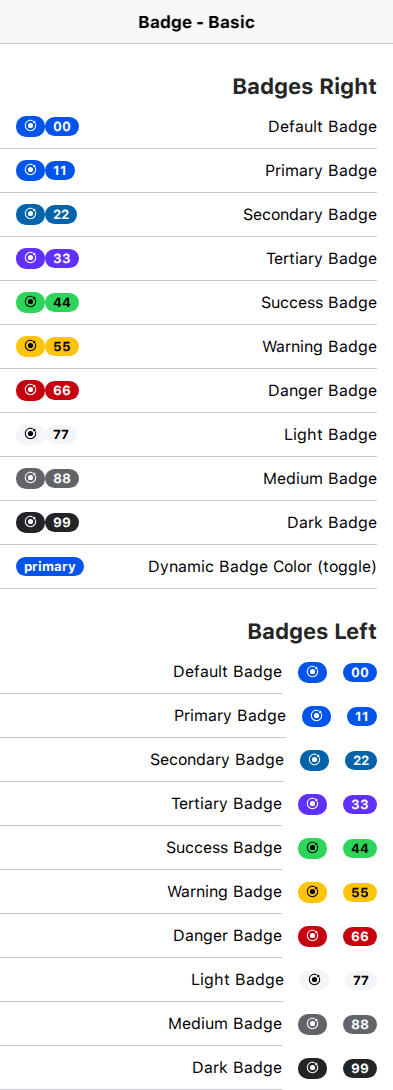 Badge - Basic
Badges Right
00 Default Badge
11 Primary Badge
22 Secondary Badge
33 Tertiary Badge
44 Success Badge
55 Warning Badge
66 Danger Badge
77 Light Badge
88 Medium Badge
99 Dark Badge
primary Dynamic Badge Color (toggle)
Badges Left
Default Badge 00
Primary Badge 11
Secondary Badge 22
Tertiary Badge 33
Success Badge 44
Warning Badge 55
Danger Badge 66
Light Badge 77
Medium Badge 88
Dark Badge 99